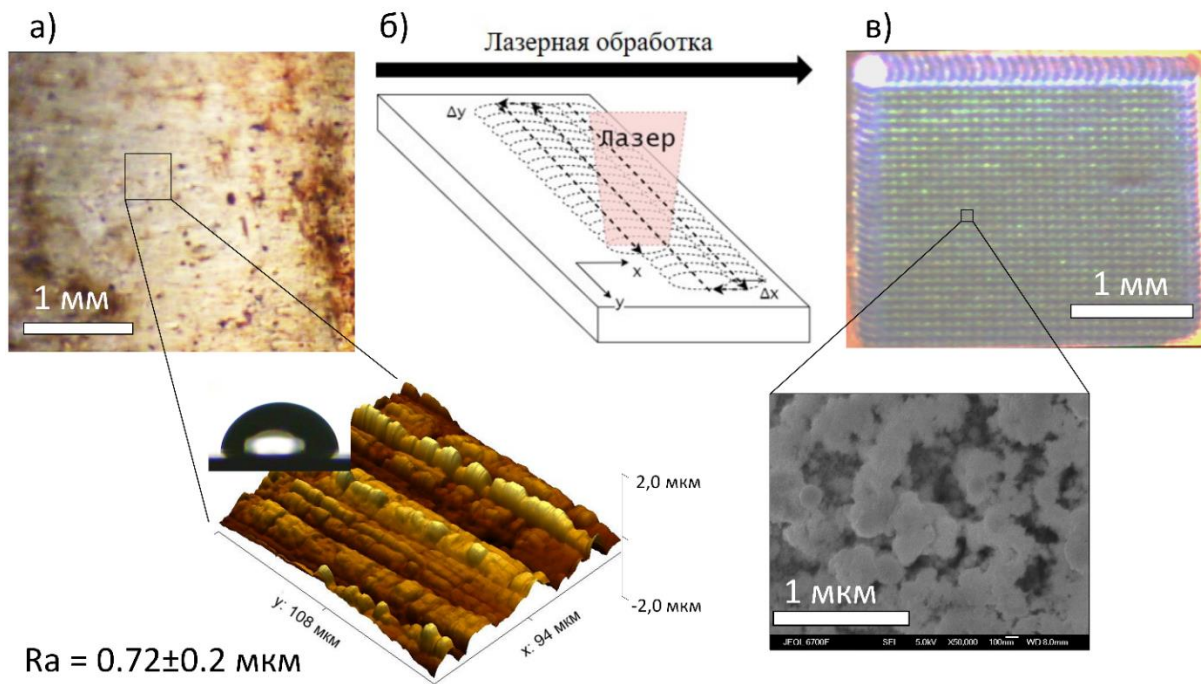 а)
б)
Лазерная обработка
в)
Δy
Лазер
x
y
Δx
1 мм
1 мм
2,0 мкм
-2,0 мкм
y: 108 мкм
x: 94 мкм
Ra = 0.72±0.2 мкм
1 мкм
JEOL 6700F SEI 5.0kV X50,000 100nm WD 8.0mm